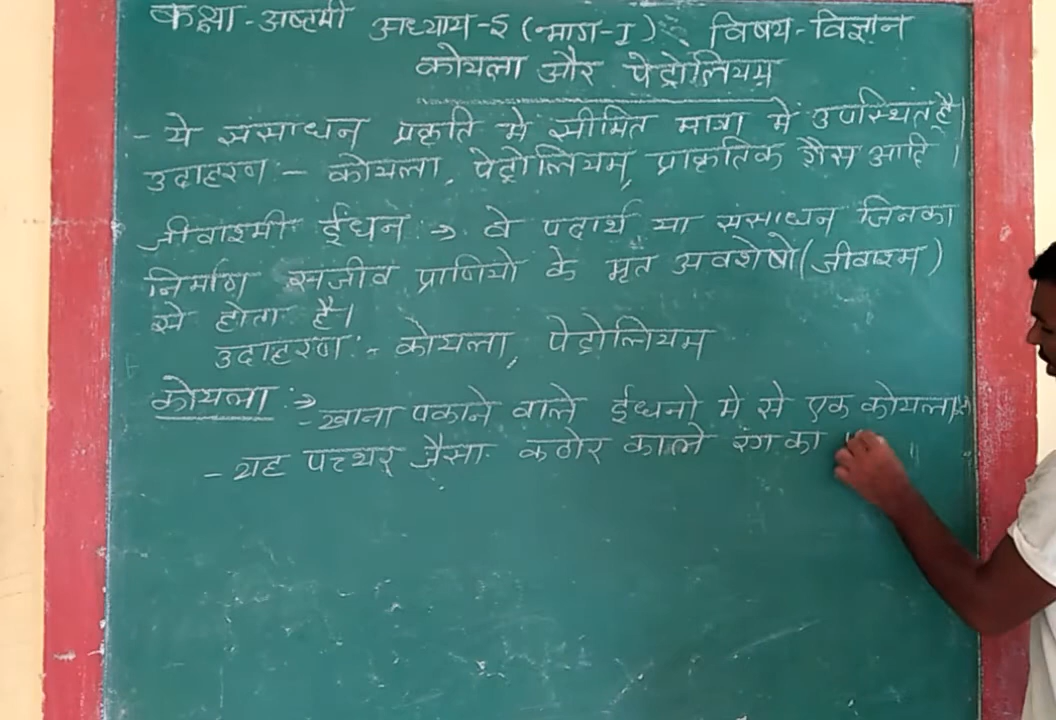 कक्षा - अष्टमी अध्याय-5 (भाग-I) विषय-विज्ञान
कोयला और पेट्रोलियम
- ये संसाधन प्रकृति मे सीमित मात्रा मे उपस्थित है।
उदाहरण - कोयला, पेट्रोलियम, प्राकृतिक गैस आदि।
जीवाश्मी ईंधन :→ वे पदार्थ या संसाधन जिनका
निर्माण सजीव प्राणियो के मृत अवशेषो (जीवाश्म)
से होता है।
उदाहरण :- कोयला, पेट्रोलियम
कोयला :→ - खाना पकाने वाले ईंधनो मे से एक कोयला है।
- यह पत्थर जैसा कठोर काले रंग का